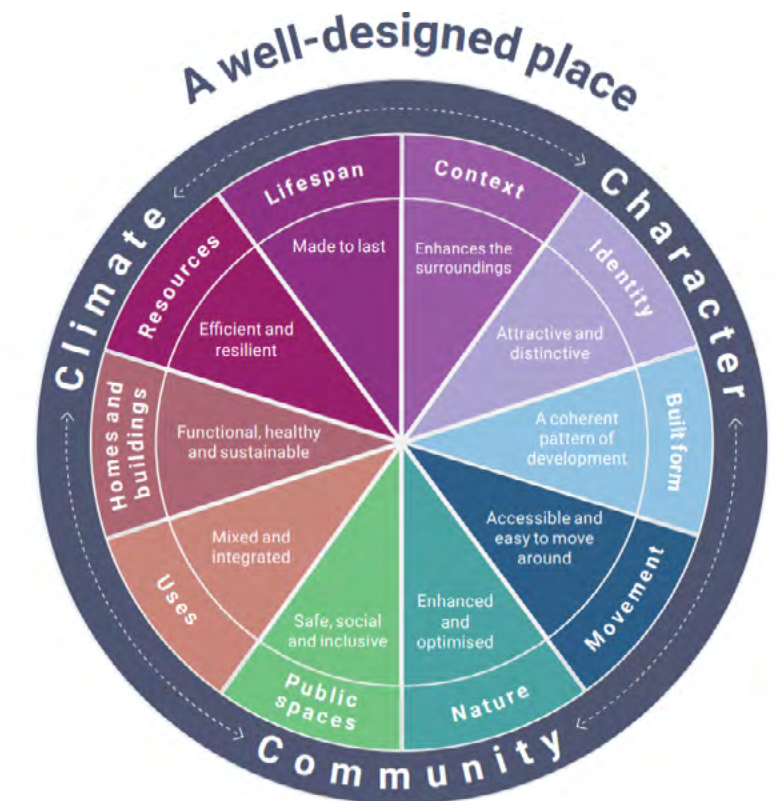 A well-designed place
Climate
Character
Community
Context
Enhances the
surroundings
Identity
Attractive and
distinctive
Built form
A coherent
pattern of
development
Movement
Accessible and
easy to move
around
Nature
Enhanced
and
optimised
Public
spaces
Safe, social
and inclusive
Uses
Mixed and
integrated
Homes and
buildings
Functional, healthy
and sustainable
Resources
Efficient and
resilient
Lifespan
Made to last